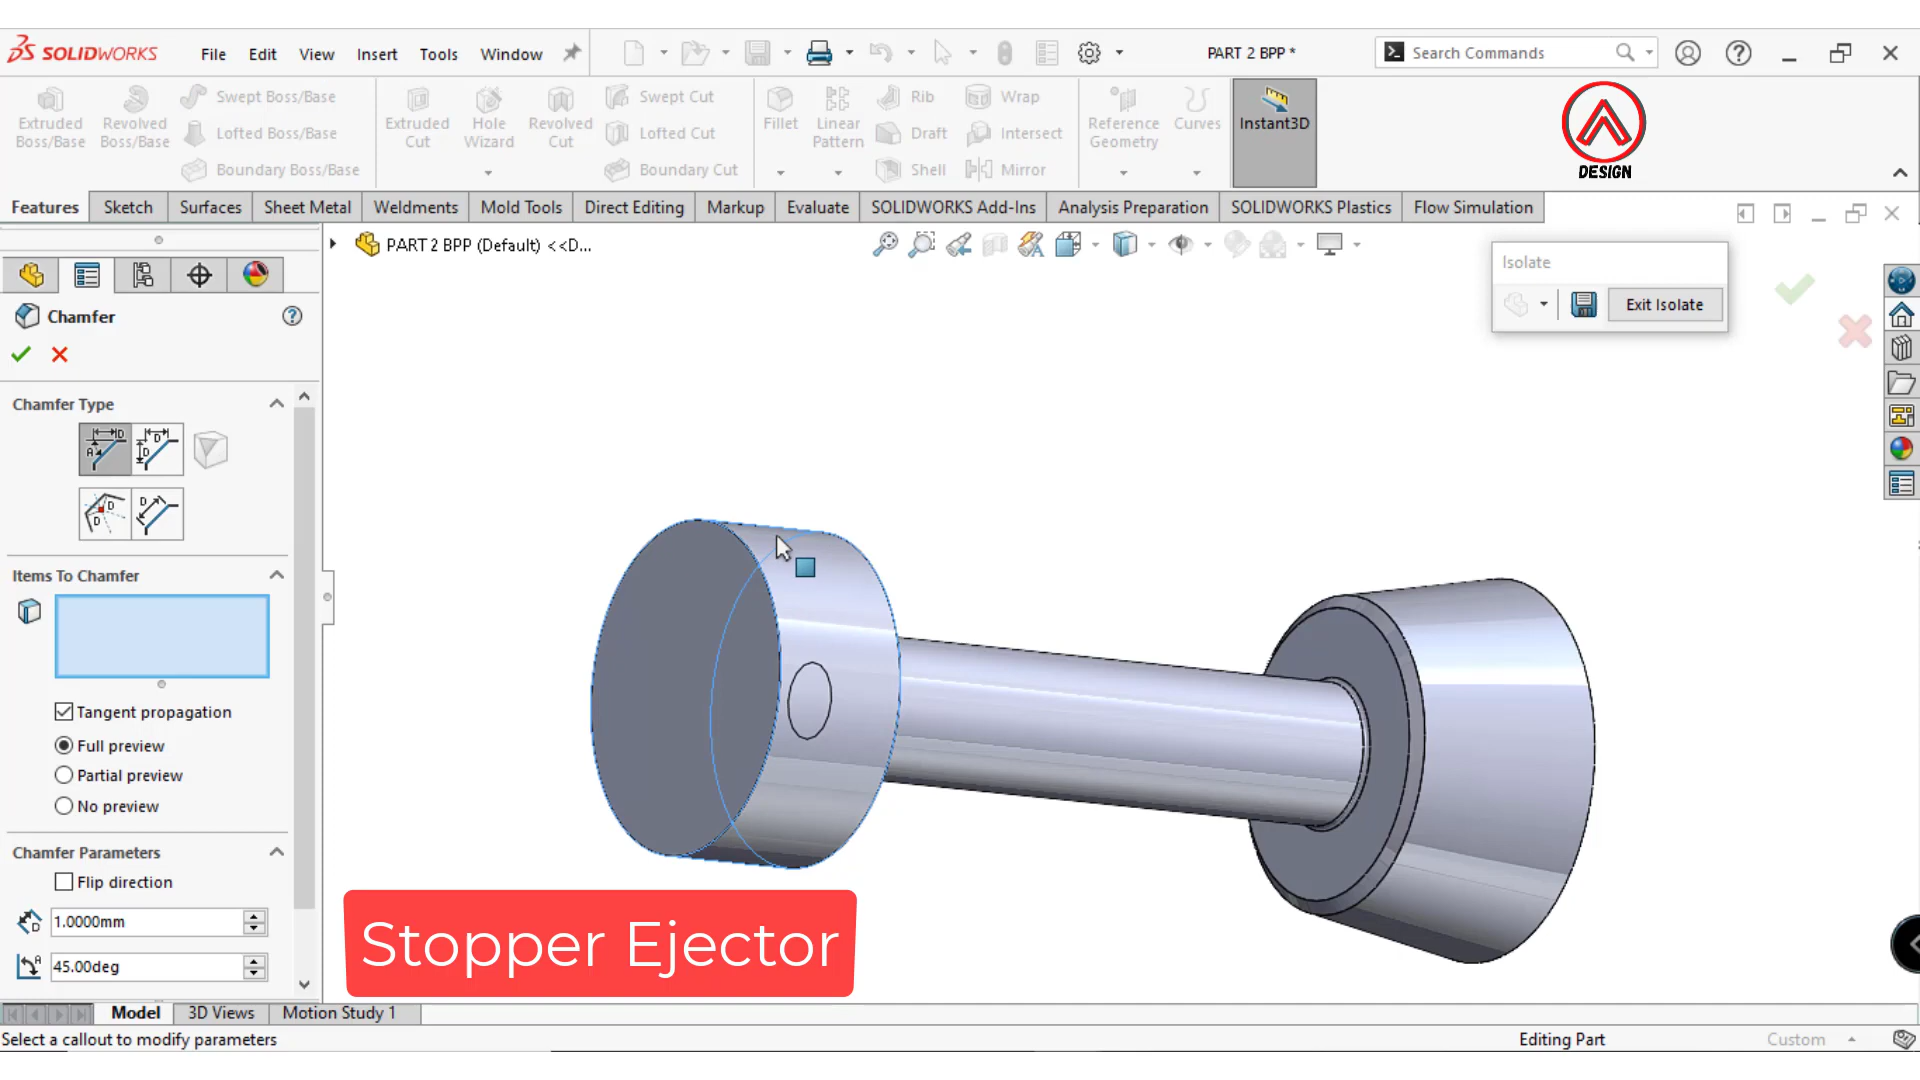 SOLIDWORKS File Edit View Insert Tools Window PART 2 BPP * Search Commands
Extruded Boss/Base
Revolved Boss/Base
Swept Boss/Base
Lofted Boss/Base
Boundary Boss/Base
Extruded Cut
Hole Wizard
Revolved Cut
Swept Cut
Lofted Cut
Boundary Cut
Fillet
Linear Pattern
Rib
Draft
Shell
Wrap
Intersect
Mirror
Reference Geometry
Curves
Instant3D
DESIGN
Features Sketch Surfaces Sheet Metal Weldments Mold Tools Direct Editing Markup Evaluate SOLIDWORKS Add-Ins Analysis Preparation SOLIDWORKS Plastics Flow Simulation
PART 2 BPP (Default) <<D...
Isolate
Exit Isolate
Chamfer
Chamfer Type
Items To Chamfer
Tangent propagation
Full preview
Partial preview
No preview
Chamfer Parameters
Flip direction
1.0000mm
45.00deg
Stopper Ejector
Model 3D Views Motion Study 1
Select a callout to modify parameters Editing Part Custom